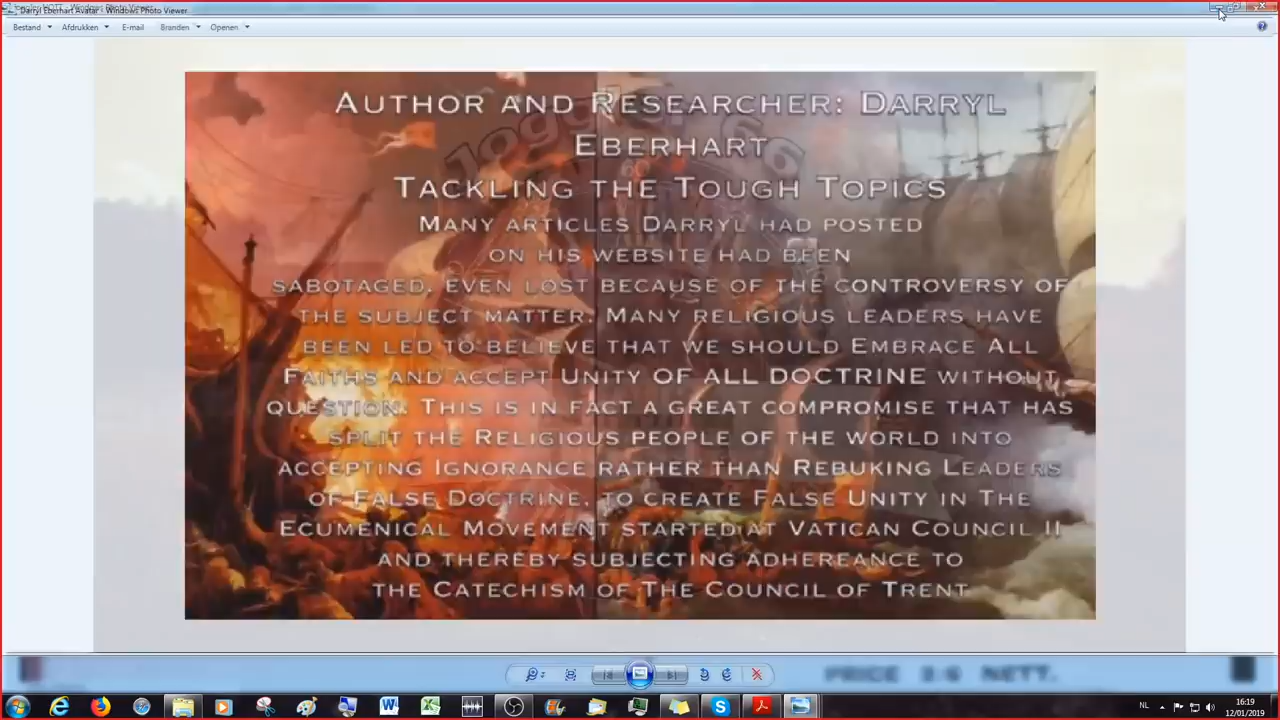 Darryl Eberhart Avatar - Windows Photo Viewer
Bestand Afdrukken E-mail Branden Openen
AUTHOR AND RESEARCHER: DARRYL
EBERHART
TACKLING THE TOUGH TOPICS
MANY ARTICLES DARRYL HAD POSTED
ON HIS WEBSITE HAD BEEN
SABOTAGED, EVEN LOST BECAUSE OF THE CONTROVERSY OF
THE SUBJECT MATTER. MANY RELIGIOUS LEADERS HAVE
BEEN LED TO BELIEVE THAT WE SHOULD EMBRACE ALL
FAITHS AND ACCEPT UNITY OF ALL DOCTRINE WITHOUT
QUESTION. THIS IS IN FACT A GREAT COMPROMISE THAT HAS
SPLIT THE RELIGIOUS PEOPLE OF THE WORLD INTO
ACCEPTING IGNORANCE RATHER THAN REBUKING LEADERS
OF FALSE DOCTRINE, TO CREATE FALSE UNITY IN THE
ECUMENICAL MOVEMENT STARTED AT VATICAN COUNCIL II
AND THEREBY SUBJECTING ADHEREANCE TO
THE CATECHISM OF THE COUNCIL OF TRENT
PRICE 2/6 NETT.
NL 16:19
12/01/2019